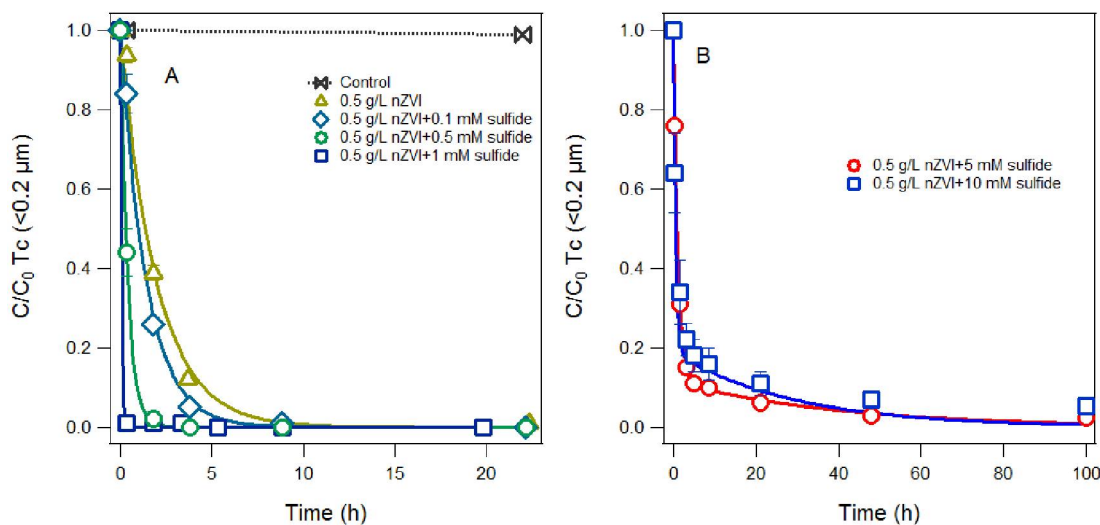 A
Control
0.5 g/L nZVI
0.5 g/L nZVI+0.1 mM sulfide
0.5 g/L nZVI+0.5 mM sulfide
0.5 g/L nZVI+1 mM sulfide
C/C0 Tc (<0.2 µm)
1.0
0.8
0.6
0.4
0.2
0.0
0
5
10
15
20
Time (h)
B
0.5 g/L nZVI+5 mM sulfide
0.5 g/L nZVI+10 mM sulfide
C/C0 Tc (<0.2 µm)
1.0
0.8
0.6
0.4
0.2
0.0
0
20
40
60
80
100
Time (h)